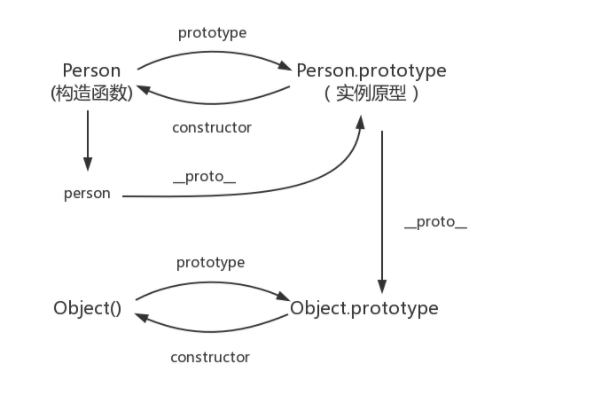 prototype
Person
Person.prototype
(构造函数)
( 实例原型 )
constructor
__proto__
person
__proto__
prototype
Object()
Object.prototype
constructor